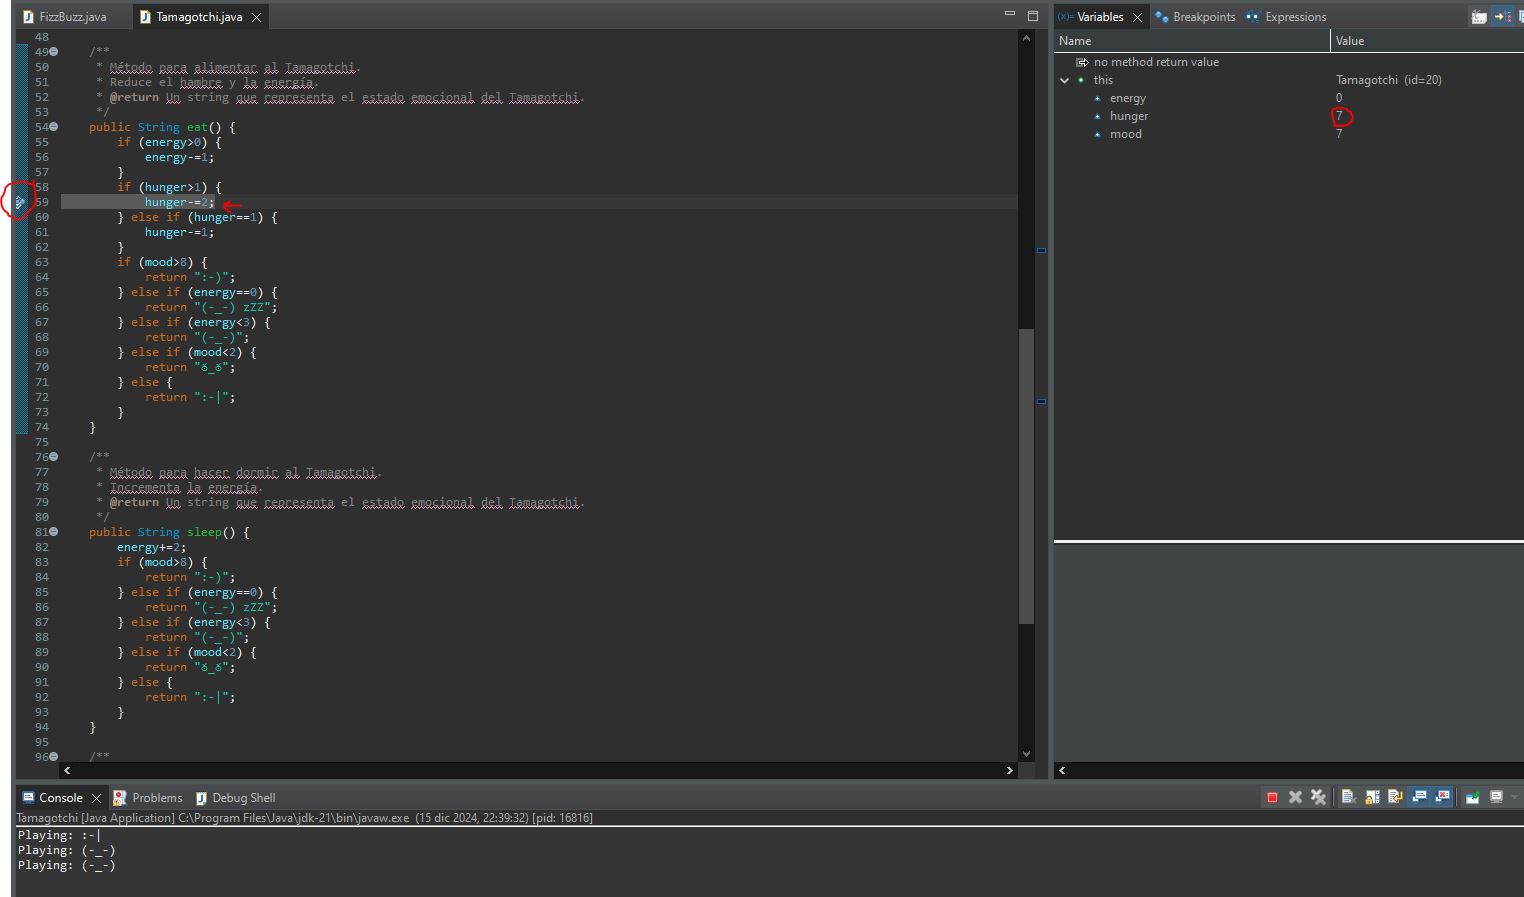 FizzBuzz.java Tamagotchi.java
48
49 /**
50 * Método para alimentar al Tamagotchi.
51 * Reduce el hambre y la energía.
52 * @return Un string que representa el estado emocional del Tamagotchi.
53 */
54 public String eat() {
55 if (energy>0) {
56 energy-=1;
57 }
58 if (hunger>1) {
59 hunger-=2;
60 } else if (hunger==1) {
61 hunger-=1;
62 }
63 if (mood>8) {
64 return ":-)";
65 } else if (energy==0) {
66 return "(-_-) zZZ";
67 } else if (energy<3) {
68 return "(-_-)";
69 } else if (mood<2) {
70 return "ಠ_ಠ";
71 } else {
72 return ":-|";
73 }
74 }
75
76 /**
77 * Método para hacer dormir al Tamagotchi.
78 * Incrementa la energía.
79 * @return Un string que representa el estado emocional del Tamagotchi.
80 */
81 public String sleep() {
82 energy+=2;
83 if (mood>8) {
84 return ":-)";
85 } else if (energy==0) {
86 return "(-_-) zZZ";
87 } else if (energy<3) {
88 return "(-_-)";
89 } else if (mood<2) {
90 return "ಠ_ಠ";
91 } else {
92 return ":-|";
93 }
94 }
95
96 /**
(x)= Variables Breakpoints Expressions
Name Value
no method return value
this Tamagotchi (id=20)
energy 0
hunger 7
mood 7
Console Problems Debug Shell
Tamagotchi [Java Application] C:\Program Files\Java\jdk-21\bin\javaw.exe (15 dic 2024, 22:39:32) [pid: 16816]
Playing: :-|
Playing: (-_-)
Playing: (-_-)